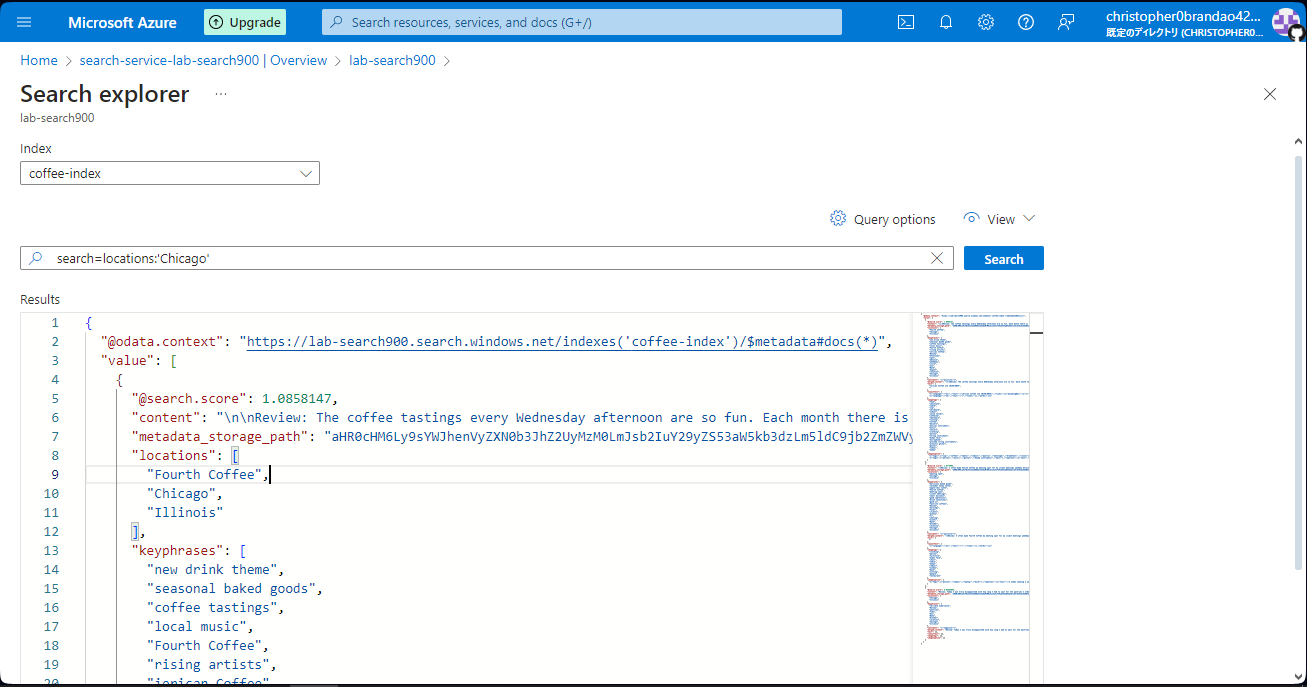 Microsoft Azure
Upgrade
Search resources, services, and docs (G+/)
christopher0brandao42...
既定のディレクトリ (CHRISTOPHER0...
Home > search-service-lab-search900 | Overview > lab-search900 >
Search explorer ...
lab-search900
Index
coffee-index
Query options
View
search=locations:'Chicago'
Search
Results
1 {
2 "@odata.context": "https://lab-search900.search.windows.net/indexes('coffee-index')/$metadata#docs(*)",
3 "value": [
4 {
5 "@search.score": 1.0858147,
6 "content": "\n\nReview: The coffee tastings every Wednesday afternoon are so fun. Each month there is
7 "metadata_storage_path":
8 "locations": [
9 "Fourth Coffee",
10 "Chicago",
11 "Illinois"
12 ],
13 "keyphrases": [
14 "new drink theme",
15 "seasonal baked goods",
16 "coffee tastings",
17 "local music",
18 "Fourth Coffee",
19 "rising artists",
20